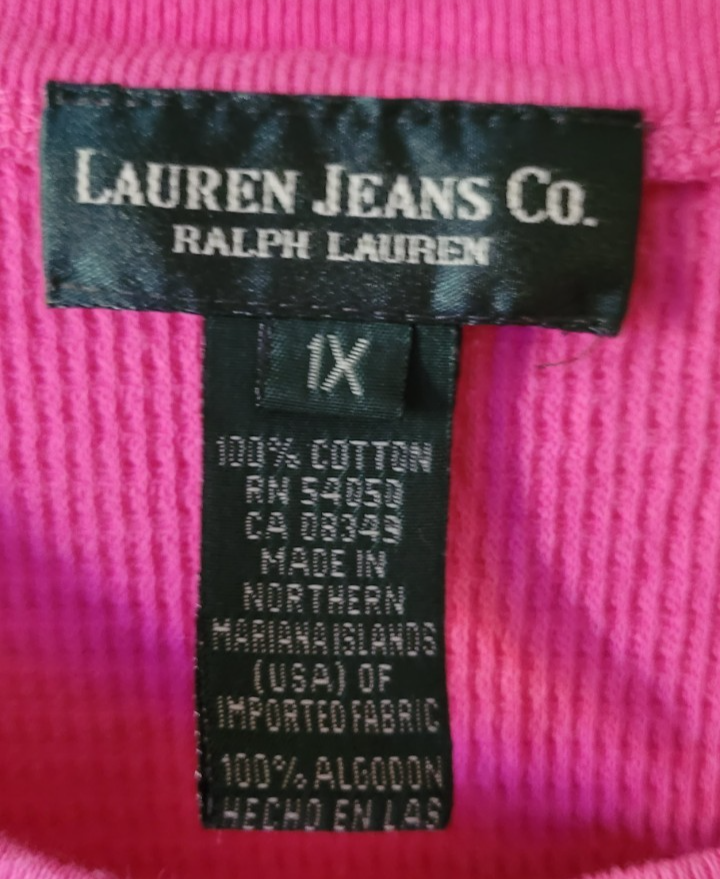 LAUREN JEANS CO.
RALPH LAUREN
1X
100% COTTON
RN 54050
CA 08349
MADE IN
NORTHERN
MARIANA ISLANDS
(USA) OF
IMPORTED FABRIC
100% ALGODON
HECHO EN LAS